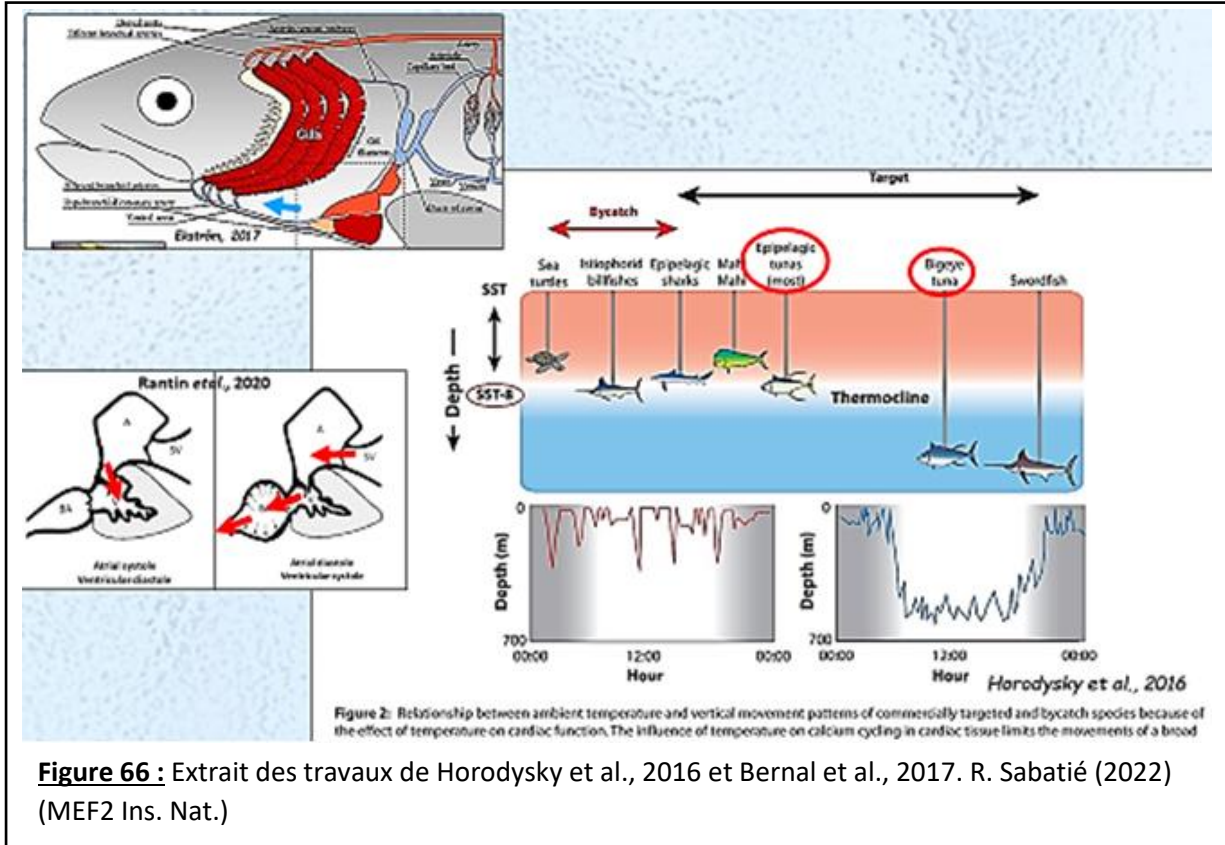 Gills
Ekström, 2017
Target
Bycatch
Sea turtles
Istiophorid billfishes
Epipelagic sharks
Mahi Mahi
Epipelagic tunas (most)
Bigeye tuna
Swordfish
SST
Depth
SST-8
Thermocline
Rantin et al., 2020
A
SV
A
SV
BA
Atrial systole
Ventricular diastole
Atrial diastole
Ventricular systole
0
Depth (m)
700
00:00
12:00
00:00
Hour
0
Depth (m)
700
00:00
12:00
00:00
Hour
Horodysky et al., 2016
Figure 2: Relationship between ambient temperature and vertical movement patterns of commercially targeted and bycatch species because of
the effect of temperature on cardiac function. The influence of temperature on calcium cycling in cardiac tissue limits the movements of a broad
Figure 66 : Extrait des travaux de Horodysky et al., 2016 et Bernal et al., 2017. R. Sabatié (2022)
(MEF2 Ins. Nat.)